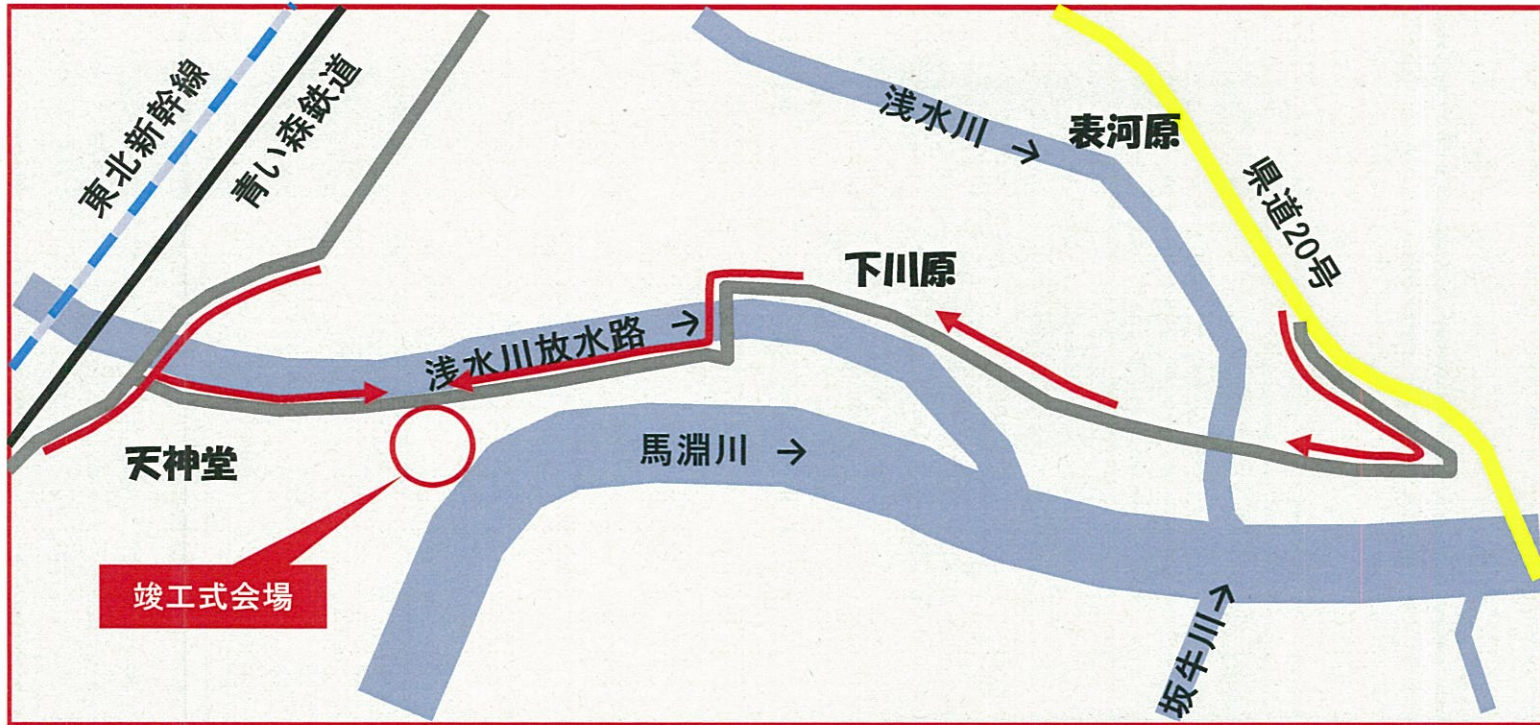 東北新幹線
青い森鉄道
浅水川 →
表河原
県道20号
下川原
浅水川放水路 →
天神堂
馬淵川 →
竣工式会場
坂牛川→